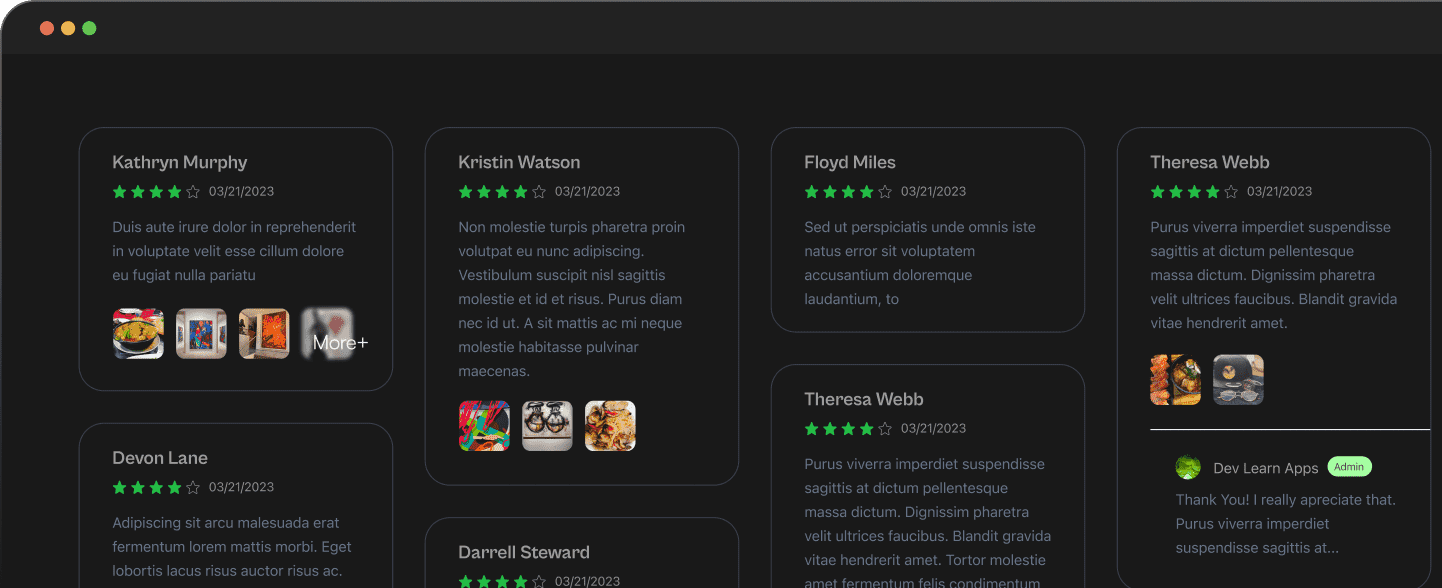 Kathryn Murphy
03/21/2023
Duis aute irure dolor in reprehenderit
in voluptate velit esse cillum dolore
eu fugiat nulla pariatu
More+
Devon Lane
03/21/2023
Adipiscing sit arcu malesuada erat
fermentum lorem mattis morbi. Eget
lobortis lacus risus auctor risus ac.
Kristin Watson
03/21/2023
Non molestie turpis pharetra proin
volutpat eu nunc adipiscing.
Vestibulum suscipit nisl sagittis
molestie et id et risus. Purus diam
nec id ut. A sit mattis ac mi neque
molestie habitasse pulvinar
maecenas.
Darrell Steward
03/21/2023
Floyd Miles
03/21/2023
Sed ut perspiciatis unde omnis iste
natus error sit voluptatem
accusantium doloremque
laudantium, to
Theresa Webb
03/21/2023
Purus viverra imperdiet suspendisse
sagittis at dictum pellentesque
massa dictum. Dignissim pharetra
velit ultrices faucibus. Blandit gravida
vitae hendrerit amet. Tortor molestie
amet fermentum felis condimentum
Theresa Webb
03/21/2023
Purus viverra imperdiet suspendisse
sagittis at dictum pellentesque
massa dictum. Dignissim pharetra
velit ultrices faucibus. Blandit gravida
vitae hendrerit amet.
Dev Learn Apps Admin
Thank You! I really apreciate that.
Purus viverra imperdiet
suspendisse sagittis at...